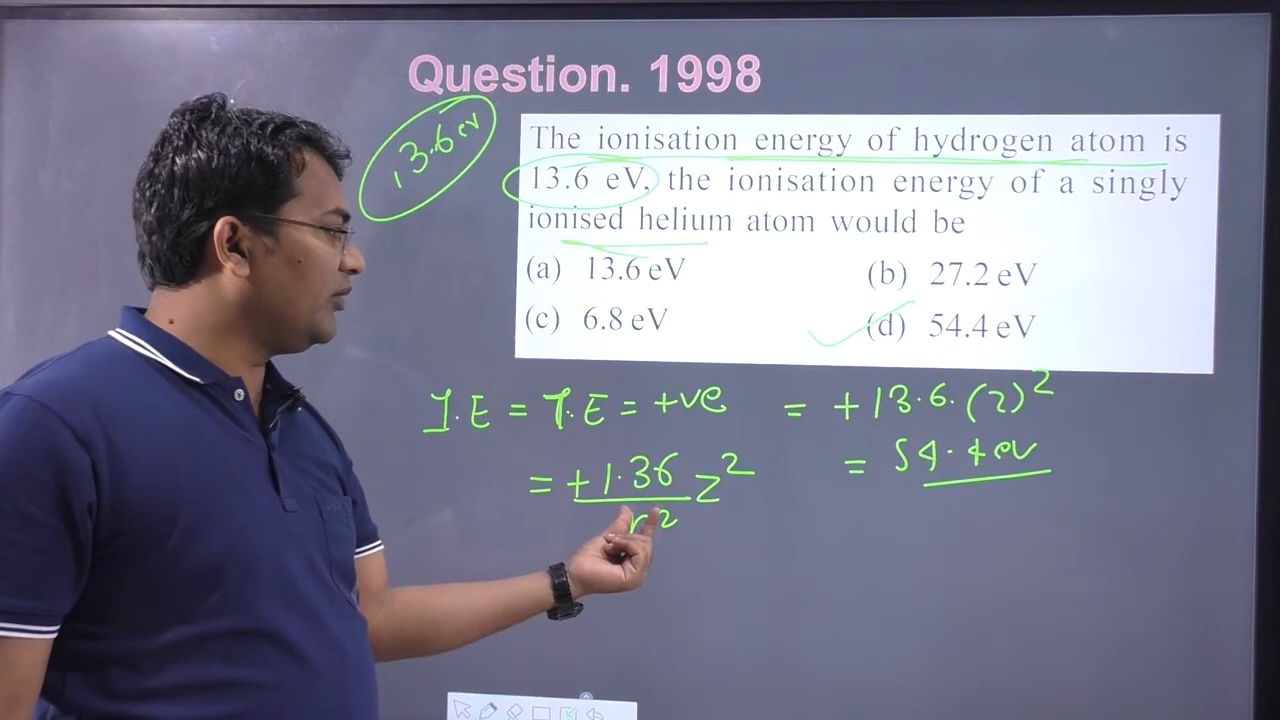 Question. 1998
13.6 ev
The ionisation energy of hydrogen atom is
13.6 eV, the ionisation energy of a singly
ionised helium atom would be
(a) 13.6 eV (b) 27.2 eV
(c) 6.8 eV (d) 54.4 eV
I.E = T.E = +ve = +13.6.(2)²
= +1.36 z² = 54.4 ev
n²